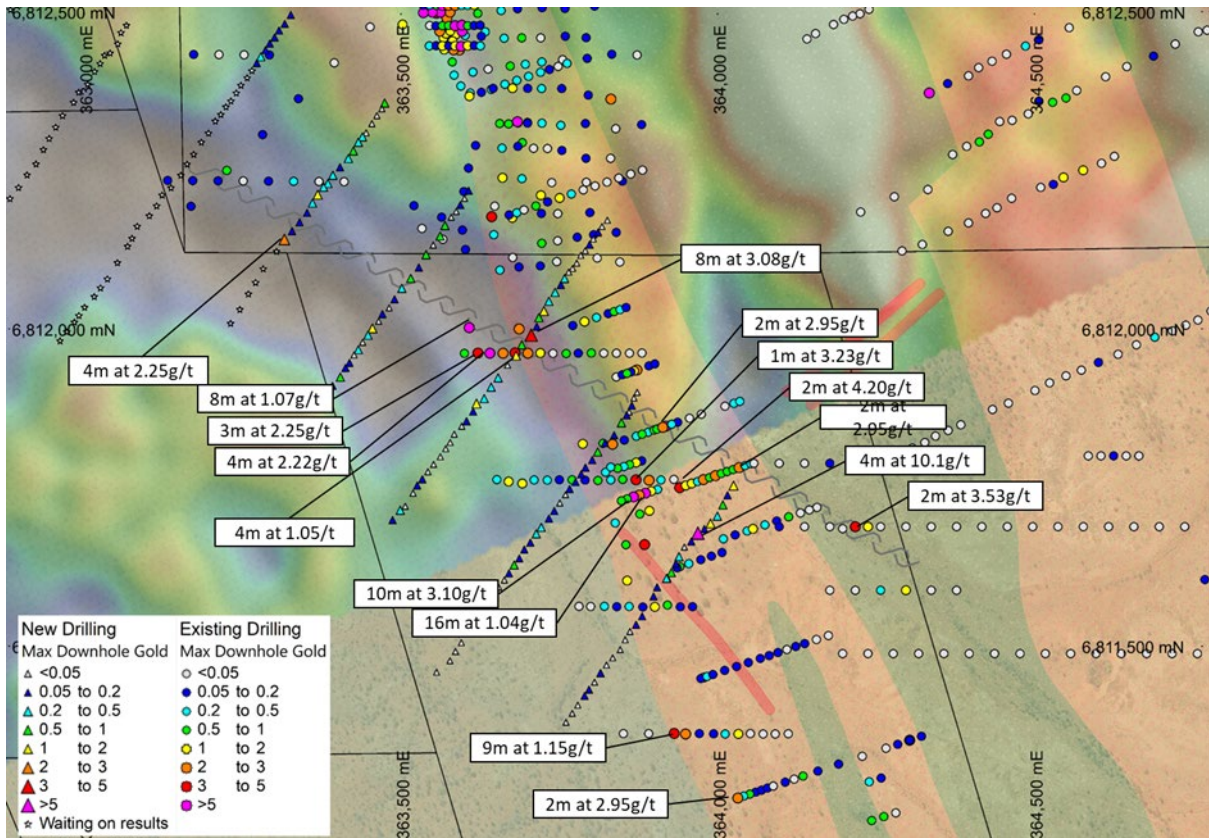 6,812,500 mN
363,000 mE
363,500 mE
364,000 mE
364,500 mE
6,812,500 mN
8m at 3.08g/t
6,812,000 mN
2m at 2.95g/t
6,812,000 mN
1m at 3.23g/t
4m at 2.25g/t
2m at 4.20g/t
8m at 1.07g/t
2m at
2.95g/t
3m at 2.25g/t
4m at 2.22g/t
4m at 10.1g/t
2m at 3.53g/t
4m at 1.05/t
10m at 3.10g/t
16m at 1.04g/t
6,811,500 mN
New Drilling
Max Downhole Gold
<0.05
0.05 to 0.2
0.2 to 0.5
0.5 to 1
1 to 2
2 to 3
3 to 5
>5
Waiting on results
Existing Drilling
Max Downhole Gold
<0.05
0.05 to 0.2
0.2 to 0.5
0.5 to 1
1 to 2
2 to 3
3 to 5
>5
9m at 1.15g/t
2m at 2.95g/t
363,500 mE
364,000 mE
364,500 mE